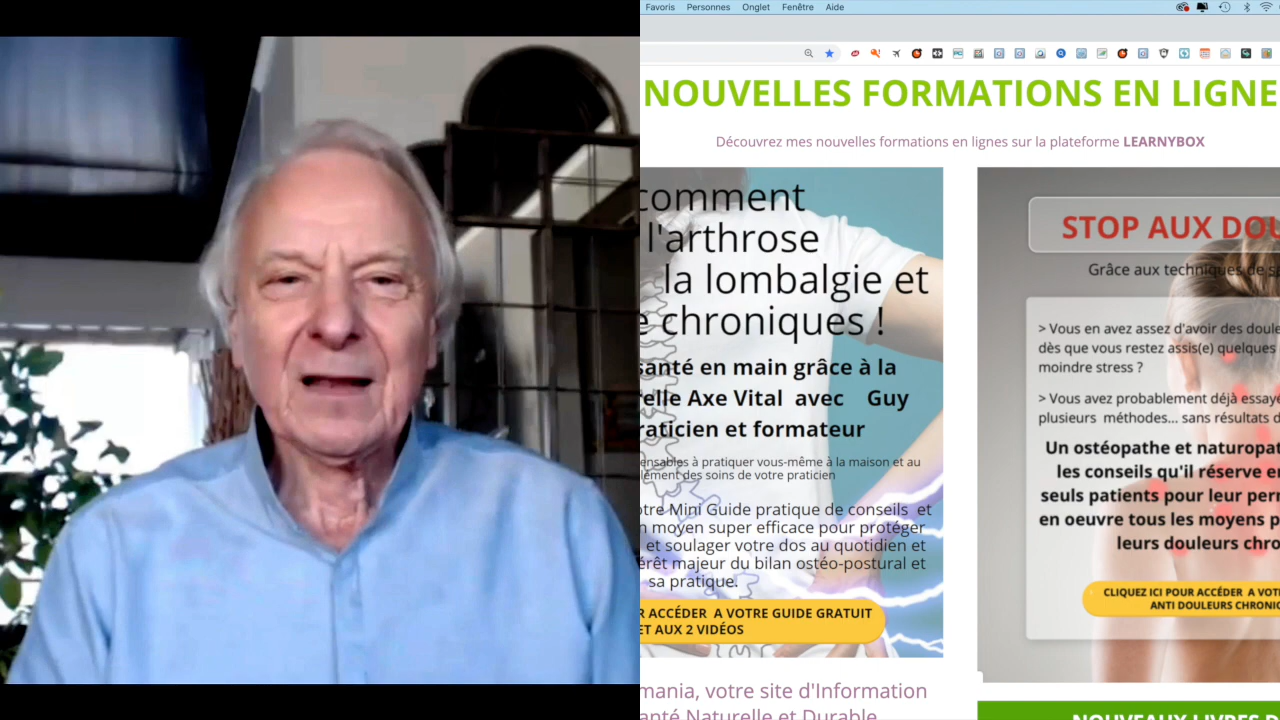 Favoris Personnes Onglet Fenêtre Aide
NOUVELLES FORMATIONS EN LIGNE
Découvrez mes nouvelles formations en lignes sur la plateforme LEARNYBOX
comment
l'arthrose
la lombalgie et
chroniques !
santé en main grâce à la
Axe Vital avec Guy
praticien et formateur
à pratiquer vous-même à la maison et au
des soins de votre praticien
Mini Guide pratique de conseils et
moyen super efficace pour protéger
et soulager votre dos au quotidien et
majeur du bilan ostéo-postural et
sa pratique.
ACCÉDER A VOTRE GUIDE GRATUIT
ET AUX 2 VIDÉOS
votre site d'Information
Naturelle et Durable
STOP AUX
Grâce aux techniques de
> Vous en avez assez d'avoir des
dès que vous restez assis(e) quelques
moindre stress ?
> Vous avez probablement déjà
plusieurs méthodes... sans résultats
Un ostéopathe et
les conseils qu'il réserve
seuls patients pour leur
en oeuvre tous les moyens
leurs douleurs
CLIQUEZ ICI POUR ACCÉDER A
ANTI DOULEURS
NOUVEAUX LIVRES